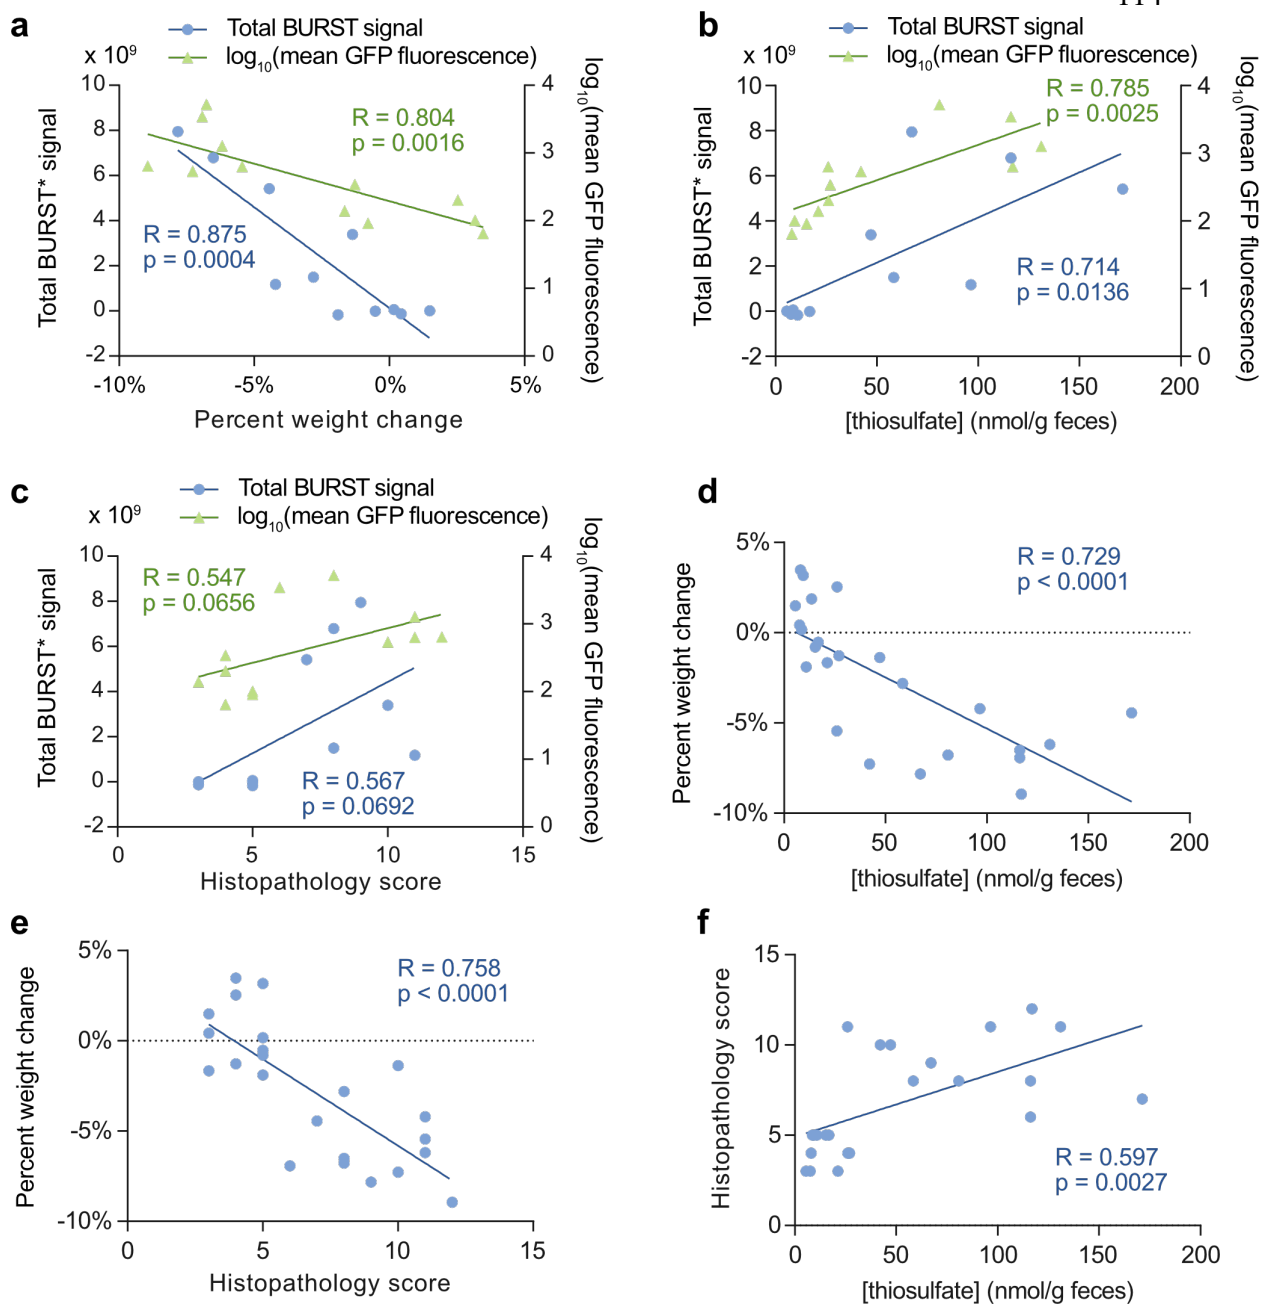 a
Total BURST signal
log10(mean GFP fluorescence)
x 10⁹
Total BURST* signal
10
8
6
4
2
0
-2
log10(mean GFP fluorescence)
4
3
2
1
0
R = 0.804
p = 0.0016
R = 0.875
p = 0.0004
-10%
-5%
0%
5%
Percent weight change
b
Total BURST signal
log10(mean GFP fluorescence)
x 10⁹
Total BURST* signal
10
8
6
4
2
0
-2
log10(mean GFP fluorescence)
4
3
2
1
0
R = 0.785
p = 0.0025
R = 0.714
p = 0.0136
0
50
100
150
200
[thiosulfate] (nmol/g feces)
c
Total BURST signal
log10(mean GFP fluorescence)
x 10⁹
Total BURST* signal
10
8
6
4
2
0
-2
log10(mean GFP fluorescence)
4
3
2
1
0
R = 0.547
p = 0.0656
R = 0.567
p = 0.0692
0
5
10
15
Histopathology score
d
Percent weight change
5%
0%
-5%
-10%
R = 0.729
p < 0.0001
0
50
100
150
200
[thiosulfate] (nmol/g feces)
e
Percent weight change
5%
0%
-5%
-10%
R = 0.758
p < 0.0001
0
5
10
15
Histopathology score
f
Histopathology score
15
10
5
0
R = 0.597
p = 0.0027
0
50
100
150
200
[thiosulfate] (nmol/g feces)